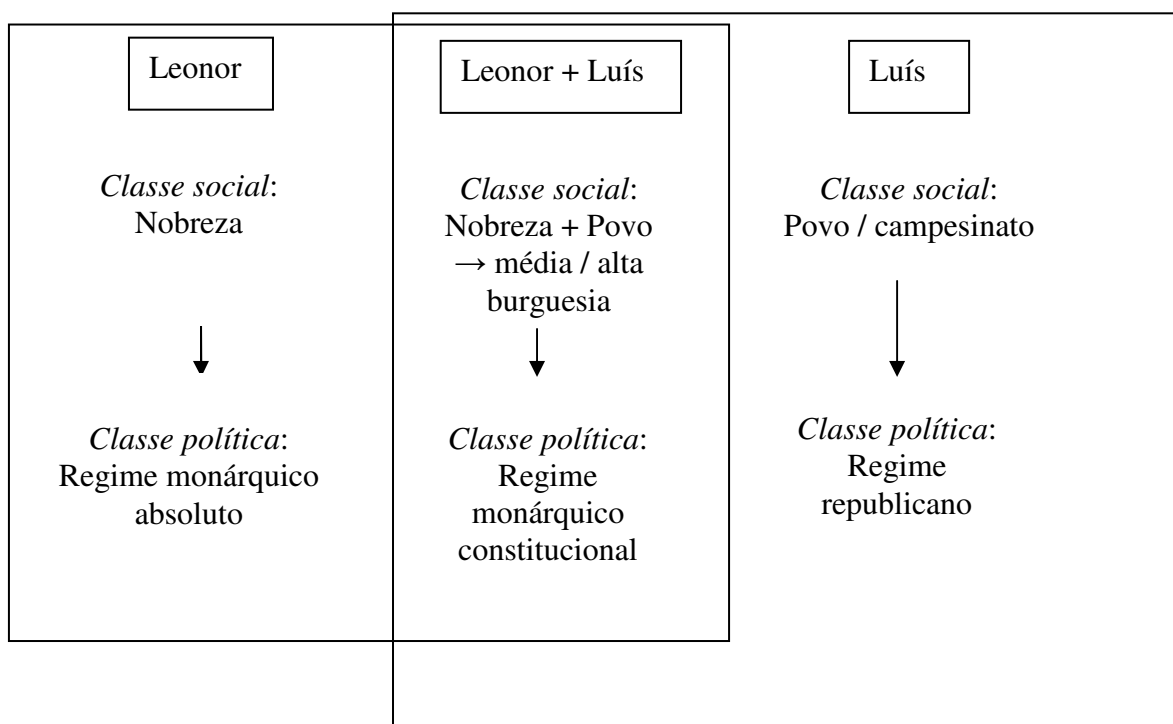 Leonor
Classe social:
Nobreza
Classe política:
Regime monárquico
absoluto
Leonor + Luís
Classe social:
Nobreza + Povo
→ média / alta
burguesia
Classe política:
Regime
monárquico
constitucional
Luís
Classe social:
Povo / campesinato
Classe política:
Regime
republicano